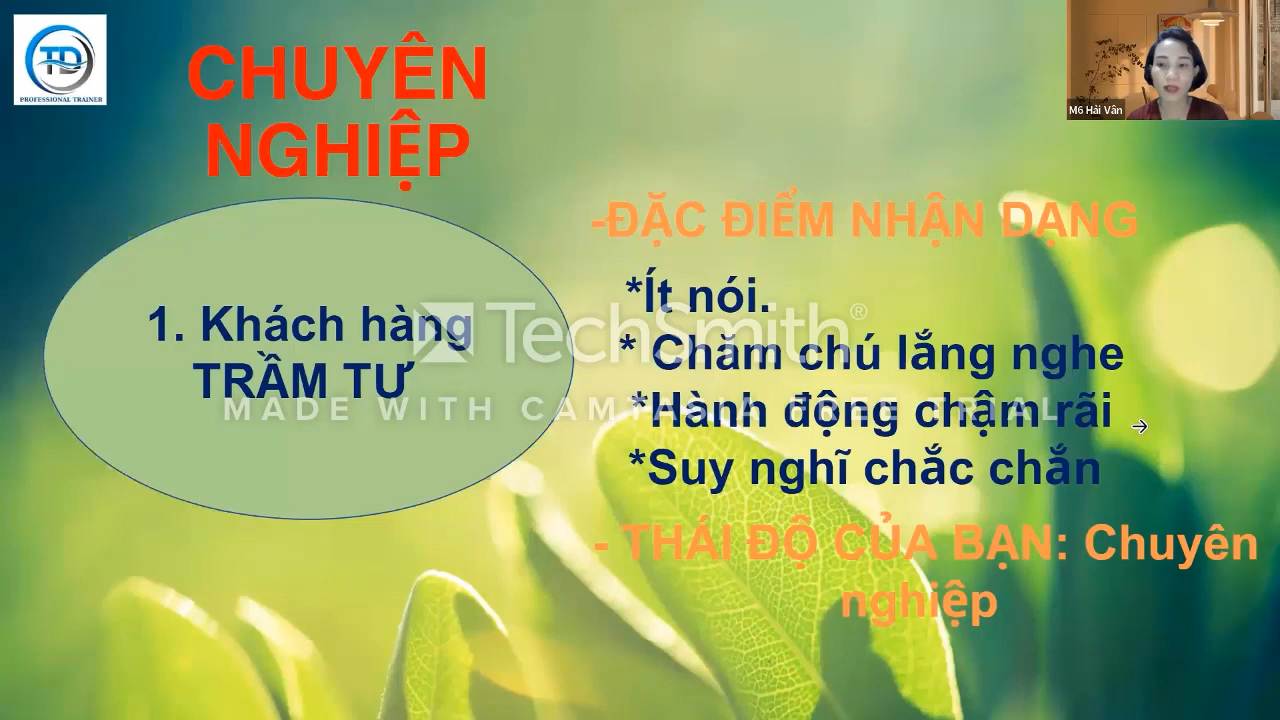 TD
PROFESSIONAL TRAINER
CHUYÊN
NGHIỆP
M6 Hải Vân
1. Khách hàng
TRẦM TƯ
-ĐẶC ĐIỂM NHẬN DẠNG
*Ít nói.
* Chăm chú lắng nghe
*Hành động chậm rãi
*Suy nghĩ chắc chắn
- THÁI ĐỘ CỦA BẠN: Chuyên
nghiệp
TechSmith®
MADE WITH CAMTASIA FREE TRIAL